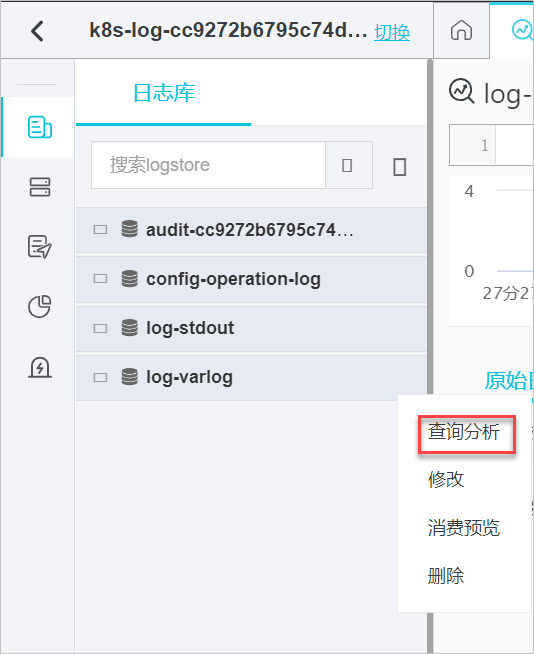 k8s-log-cc9272b6795c74d... 切换
日志库
log-
搜索logstore
1
4
audit-cc9272b6795c74...
0
config-operation-log
27分27
log-stdout
log-varlog
原始
查询分析
修改
消费预览
删除